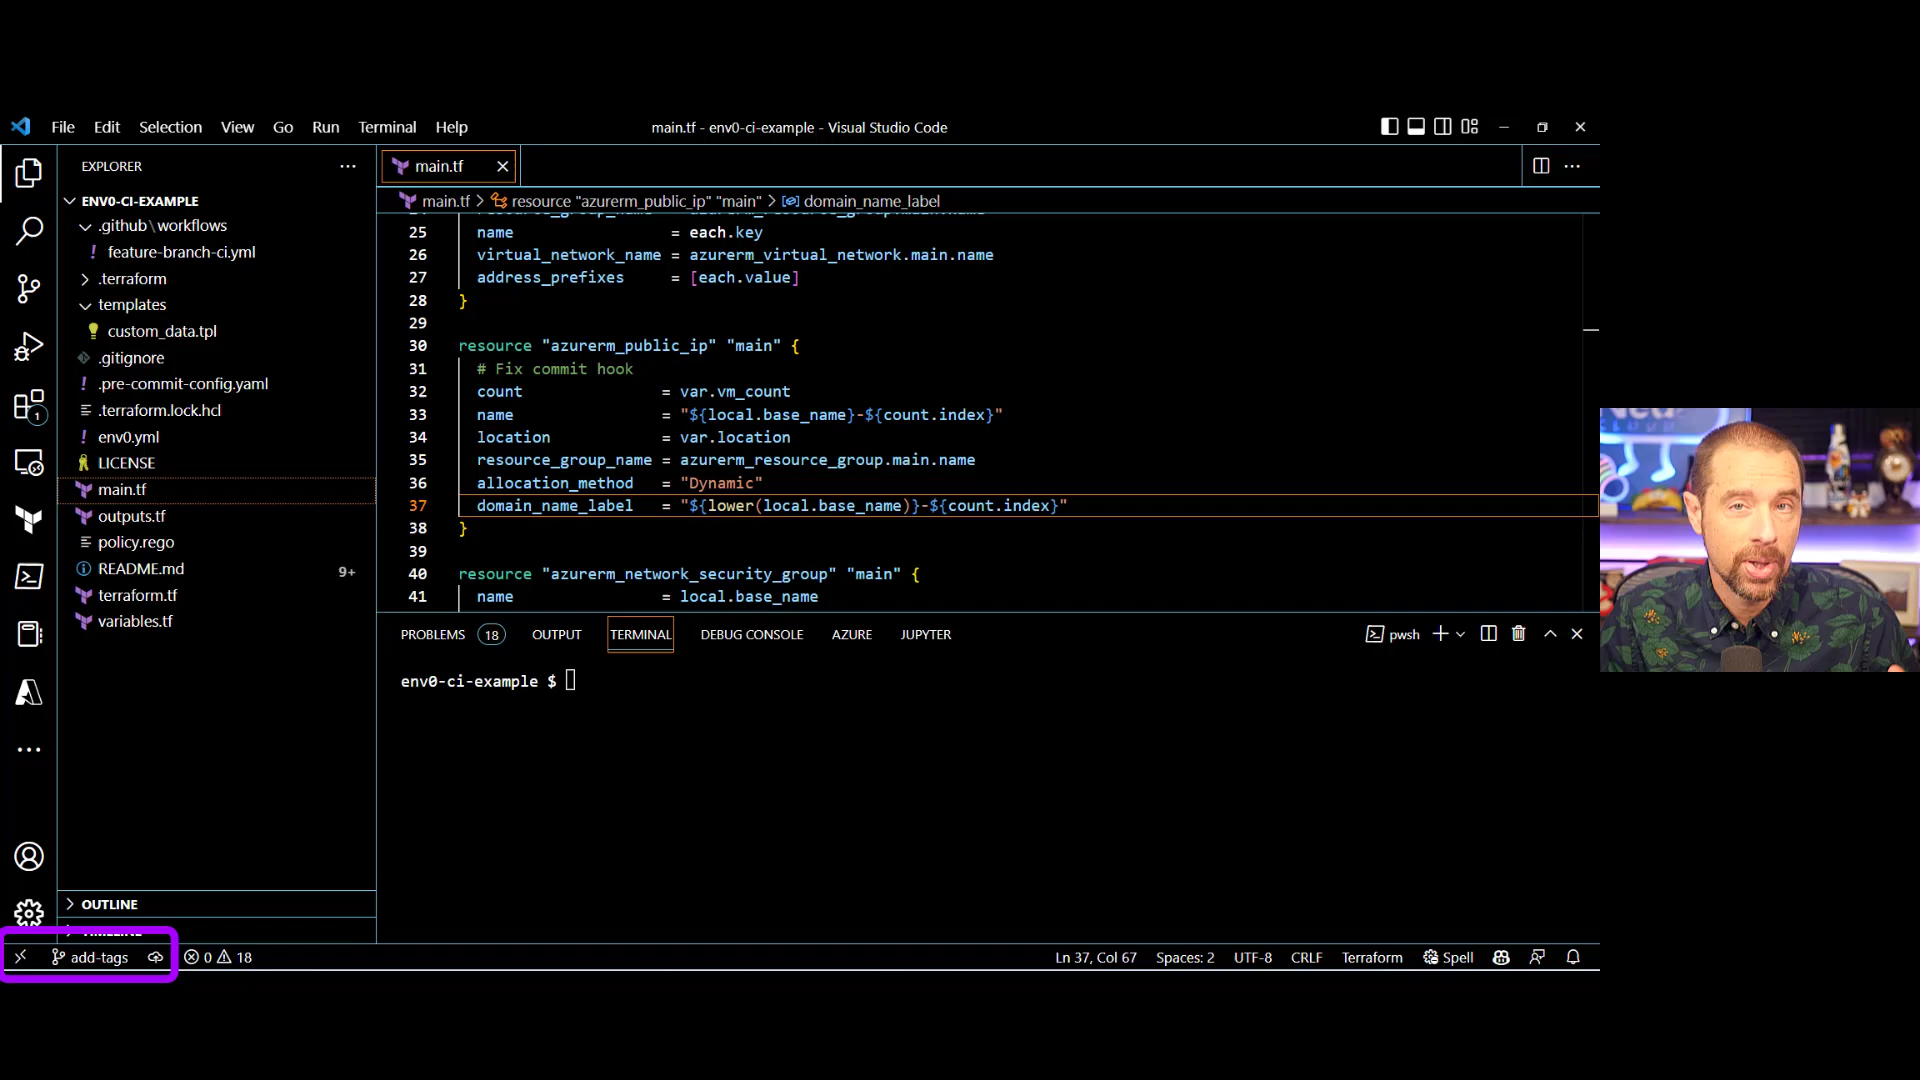 File Edit Selection View Go Run Terminal Help
main.tf - env0-ci-example - Visual Studio Code
EXPLORER
ENV0-CI-EXAMPLE
.github\workflows
feature-branch-ci.yml
.terraform
templates
custom_data.tpl
.gitignore
.pre-commit-config.yaml
.terraform.lock.hcl
env0.yml
LICENSE
main.tf
outputs.tf
policy.rego
README.md 9+
terraform.tf
variables.tf
OUTLINE
TIMELINE
1
main.tf
main.tf > resource "azurerm_public_ip" "main" > domain_name_label
25 name = each.key
26 virtual_network_name = azurerm_virtual_network.main.name
27 address_prefixes = [each.value]
28 }
29
30 resource "azurerm_public_ip" "main" {
31 # Fix commit hook
32 count = var.vm_count
33 name = "${local.base_name}-${count.index}"
34 location = var.location
35 resource_group_name = azurerm_resource_group.main.name
36 allocation_method = "Dynamic"
37 domain_name_label = "${lower(local.base_name)}-${count.index}"
38 }
39
40 resource "azurerm_network_security_group" "main" {
41 name = local.base_name
PROBLEMS 18 OUTPUT TERMINAL DEBUG CONSOLE AZURE JUPYTER
pwsh
env0-ci-example $
add-tags 0 18
Ln 37, Col 67 Spaces: 2 UTF-8 CRLF Terraform Spell